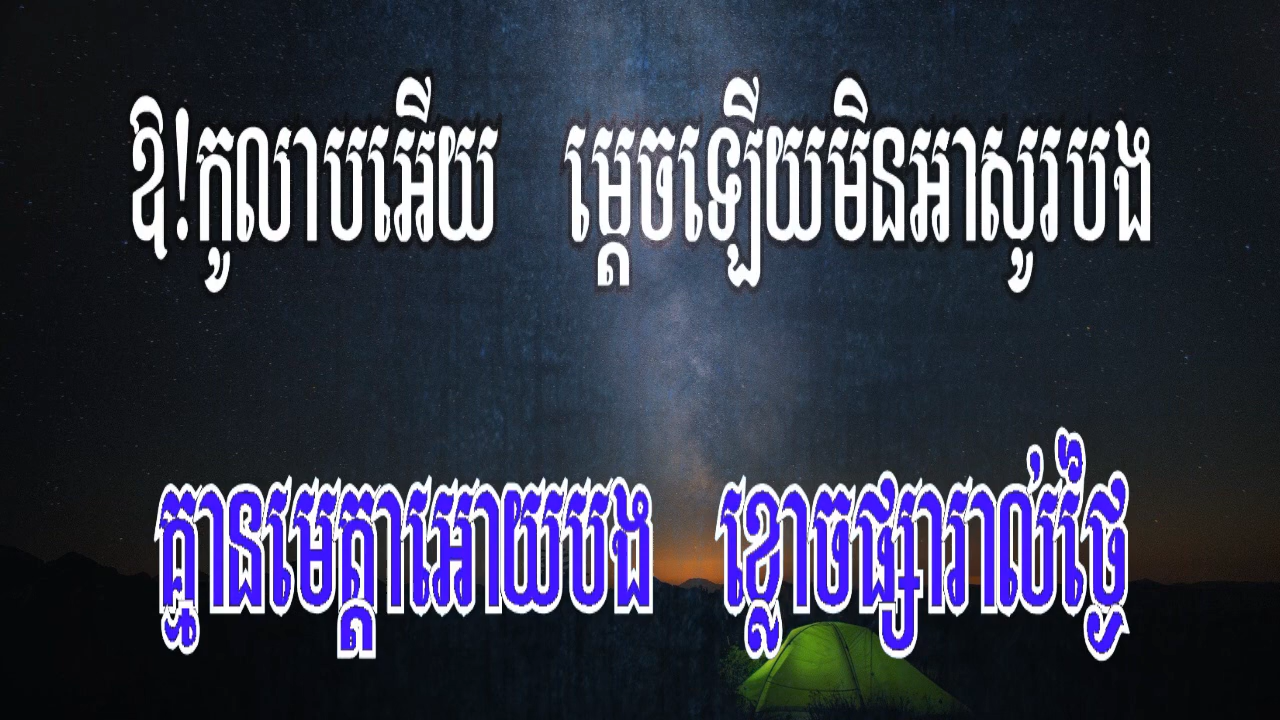 ឱ!កូលាបអើយ ម្ដេចឡើយមិនអាសូរបង
គ្មានមេត្តាអោយបង ខ្លោចផ្សារាល់ថ្ងៃ